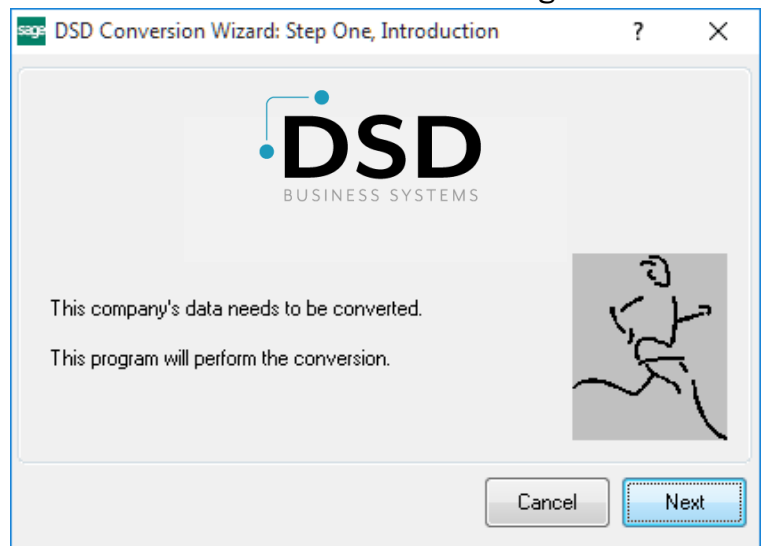 sage DSD Conversion Wizard: Step One, Introduction ? X
DSD
BUSINESS SYSTEMS
This company's data needs to be converted.
This program will perform the conversion.
Cancel Next